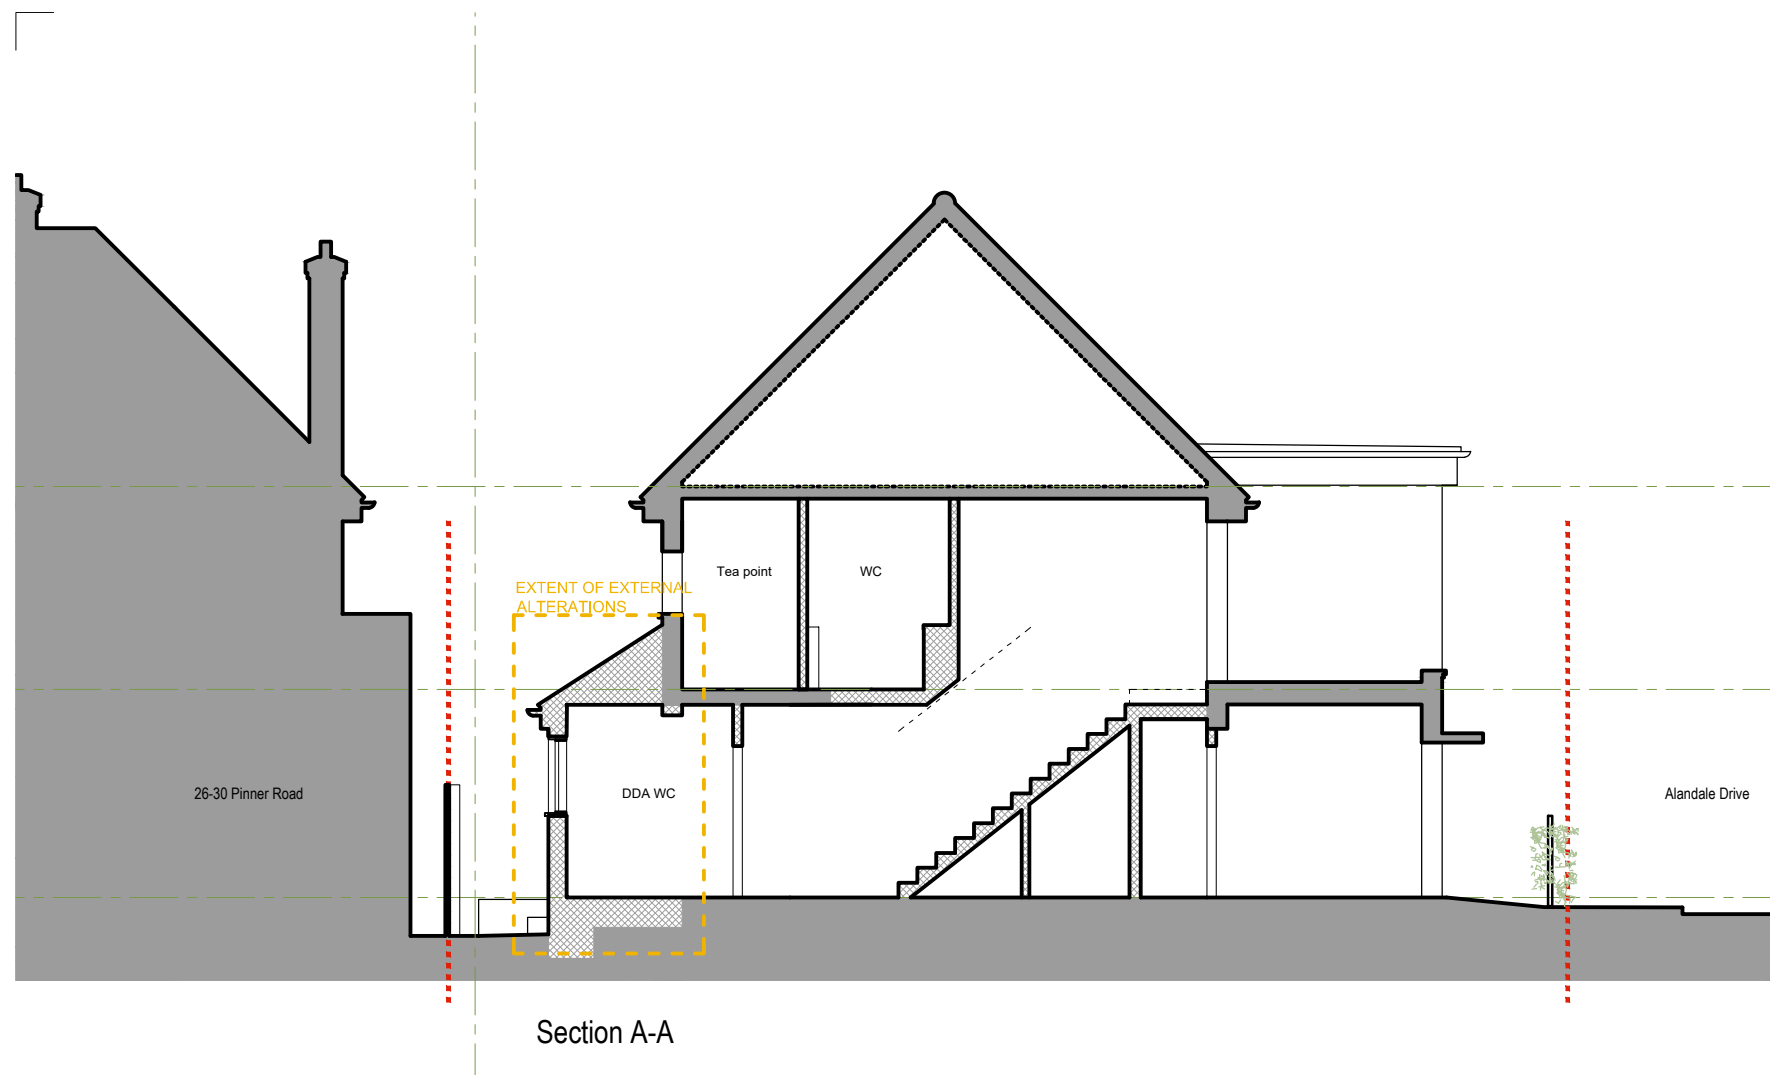 Tea point
WC
EXTENT OF EXTERNAL
ALTERATIONS
26-30 Pinner Road
DDA WC
Alandale Drive
Section A-A